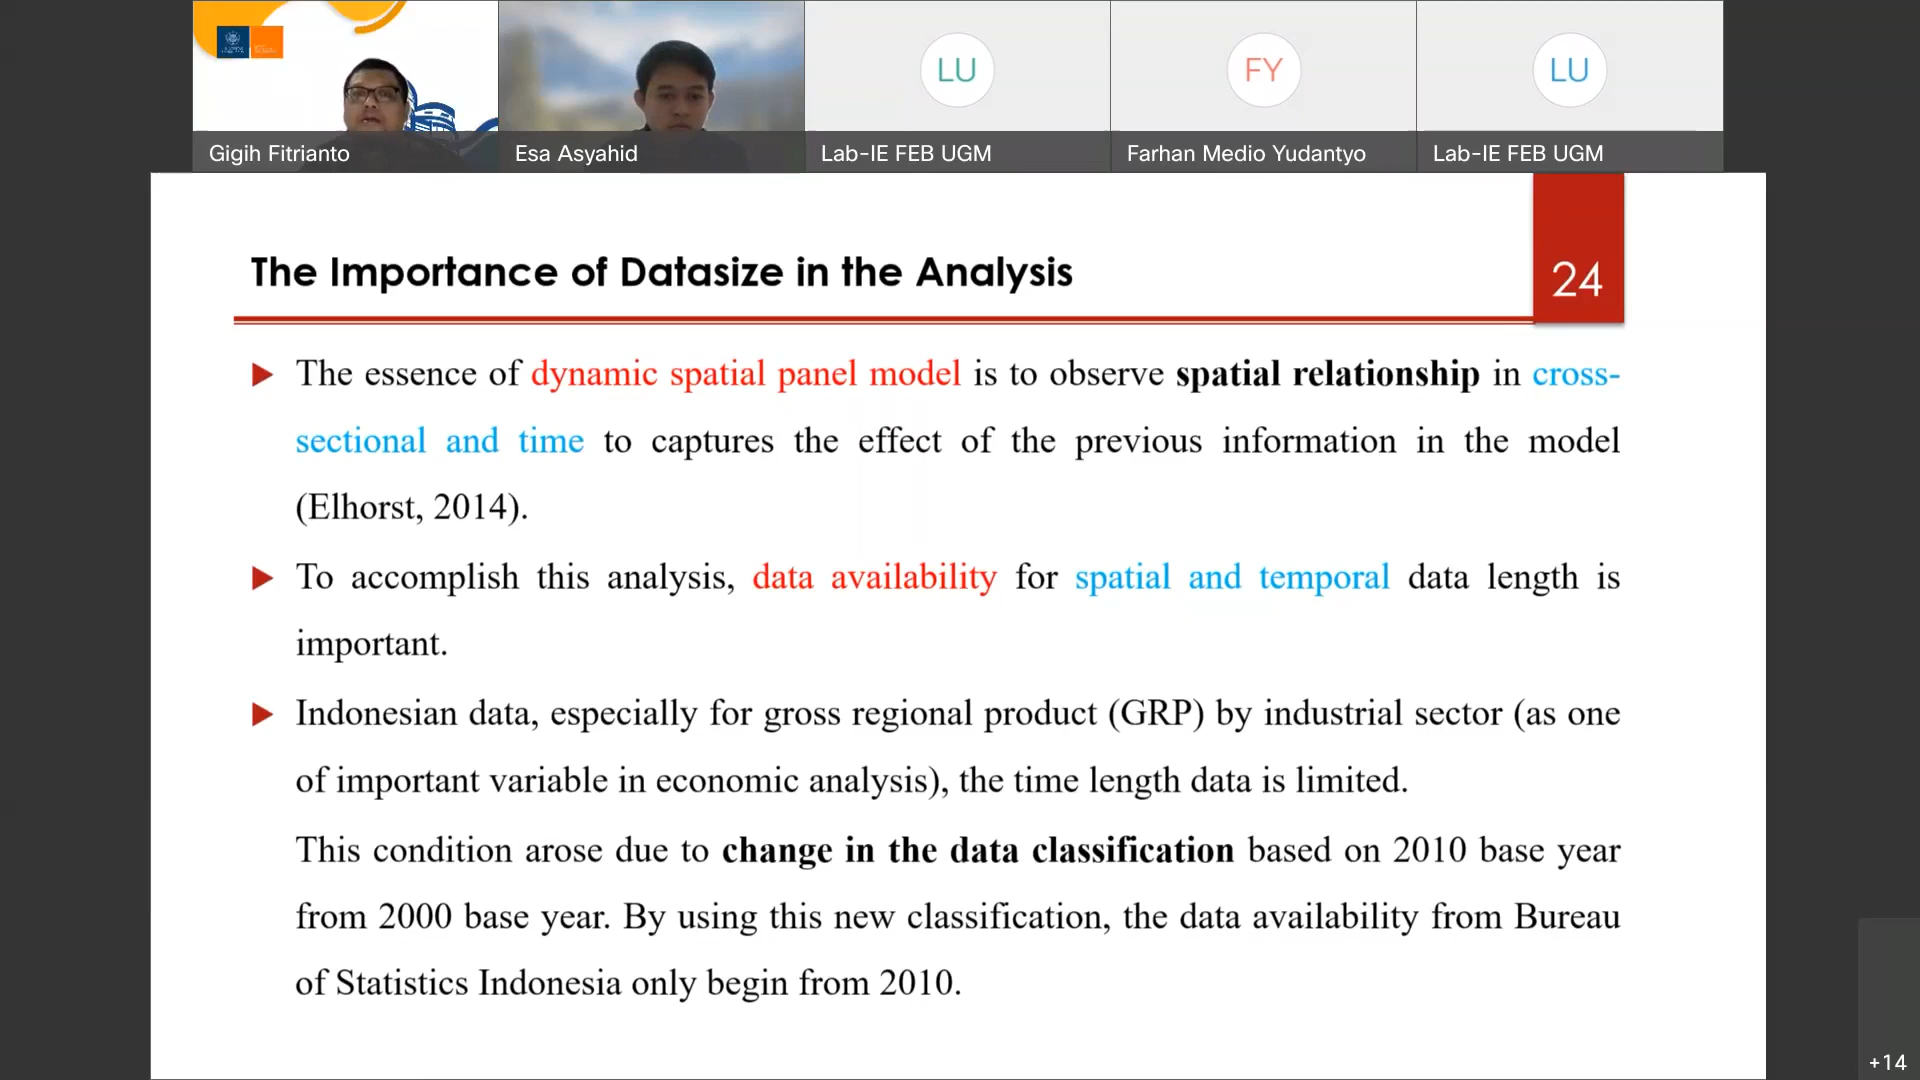 LU
FY
LU
Gigih Fitrianto
Esa Asyahid
Lab-IE FEB UGM
Farhan Medio Yudantyo
Lab-IE FEB UGM
The Importance of Datasize in the Analysis
24
The essence of dynamic spatial panel model is to observe spatial relationship in cross-
sectional and time to captures the effect of the previous information in the model
(Elhorst, 2014).
To accomplish this analysis, data availability for spatial and temporal data length is
important.
Indonesian data, especially for gross regional product (GRP) by industrial sector (as one
of important variable in economic analysis), the time length data is limited.
This condition arose due to change in the data classification based on 2010 base year
from 2000 base year. By using this new classification, the data availability from Bureau
of Statistics Indonesia only begin from 2010.
+14